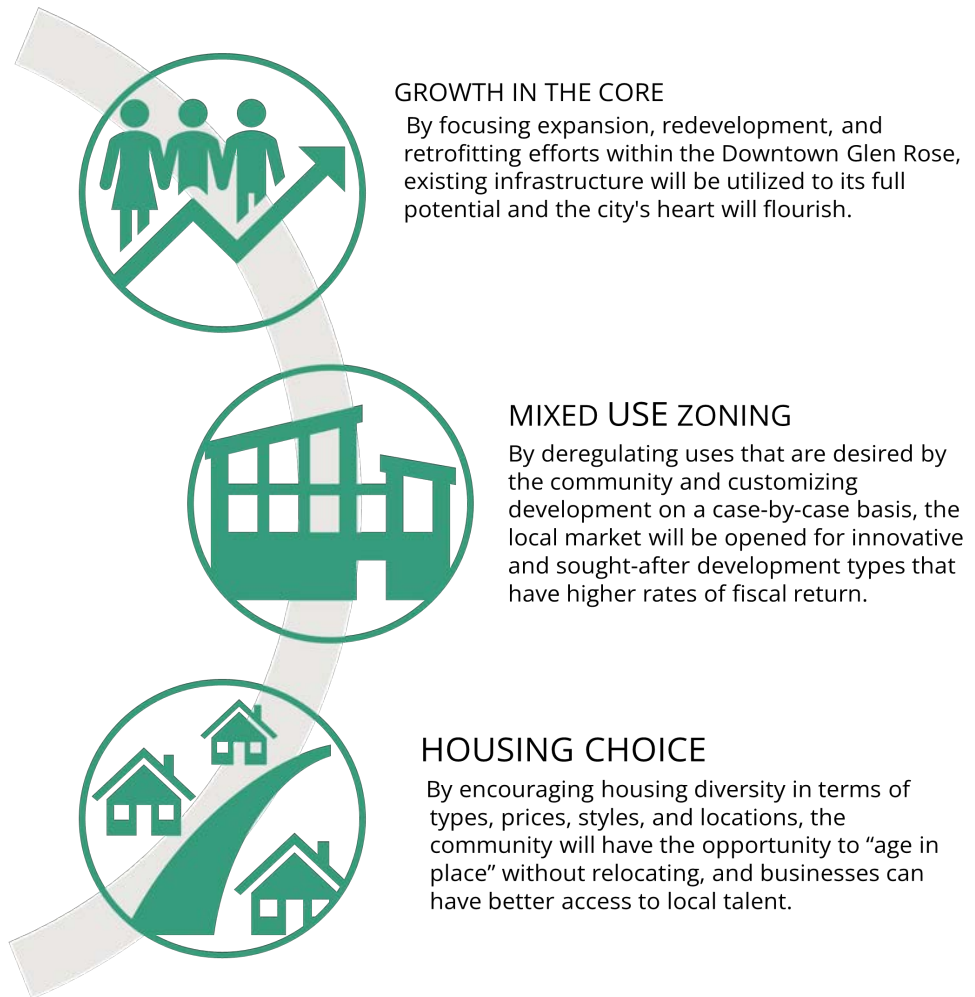 GROWTH IN THE CORE
By focusing expansion, redevelopment, and
retrofitting efforts within the Downtown Glen Rose,
existing infrastructure will be utilized to its full
potential and the city's heart will flourish.
MIXED USE ZONING
By deregulating uses that are desired by
the community and customizing
development on a case-by-case basis, the
local market will be opened for innovative
and sought-after development types that
have higher rates of fiscal return.
HOUSING CHOICE
By encouraging housing diversity in terms of
types, prices, styles, and locations, the
community will have the opportunity to “age in
place” without relocating, and businesses can
have better access to local talent.